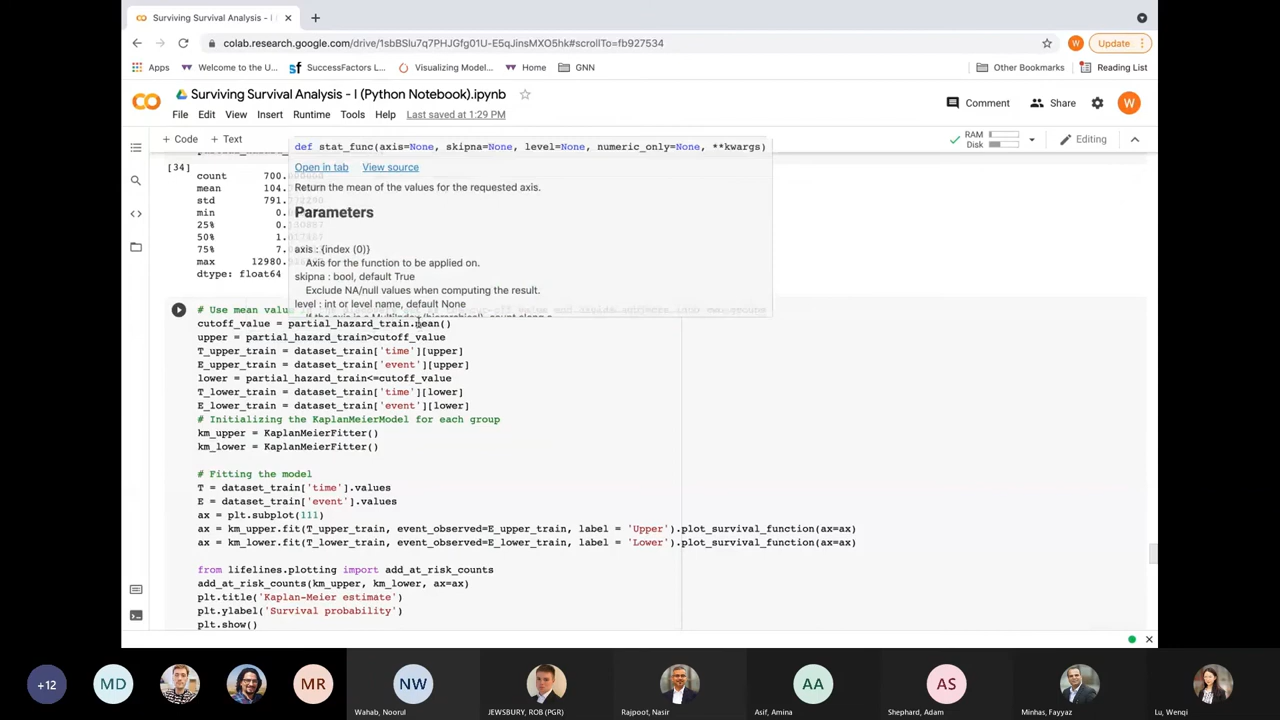 Surviving Survival Analysis - I
colab.research.google.com/drive/1sbBSlu7q7PHJGfg01U-E5qJinsMXO5hk#scrollTo=fb927534
W
Update
Apps
Welcome to the U...
SuccessFactors L...
Visualizing Model...
Home
GNN
Other Bookmarks
Reading List
Surviving Survival Analysis - I (Python Notebook).ipynb
Comment
Share
W
File Edit View Insert Runtime Tools Help Last saved at 1:29 PM
+ Code + Text
RAM
Disk
Editing
def stat_func(axis=None, skipna=None, level=None, numeric_only=None, **kwargs)
Open in tab View source
Return the mean of the values for the requested axis.
Parameters
axis : {index (0)}
Axis for the function to be applied on.
skipna : bool, default True
Exclude NA/null values when computing the result.
level : int or level name, default None
[34]
count 700.
mean 104.
std 791.
min 0.
25% 0.
50% 1.
75% 7.
max 12980.
dtype: float64
# Use mean value
cutoff_value = partial_hazard_train.mean()
upper = partial_hazard_train>cutoff_value
T_upper_train = dataset_train['time'][upper]
E_upper_train = dataset_train['event'][upper]
lower = partial_hazard_train<=cutoff_value
T_lower_train = dataset_train['time'][lower]
E_lower_train = dataset_train['event'][lower]
# Initializing the KaplanMeierModel for each group
km_upper = KaplanMeierFitter()
km_lower = KaplanMeierFitter()
# Fitting the model
T = dataset_train['time'].values
E = dataset_train['event'].values
ax = plt.subplot(111)
ax = km_upper.fit(T_upper_train, event_observed=E_upper_train, label = 'Upper').plot_survival_function(ax=ax)
ax = km_lower.fit(T_lower_train, event_observed=E_lower_train, label = 'Lower').plot_survival_function(ax=ax)
from lifelines.plotting import add_at_risk_counts
add_at_risk_counts(km_upper, km_lower, ax=ax)
plt.title('Kaplan-Meier estimate')
plt.ylabel('Survival probability')
plt.show()
+12
MD
MR
NW
AA
AS
Wahab, Noorul
JEWSBURY, ROB (PGR)
Rajpoot, Nasir
Asif, Amina
Shephard, Adam
Minhas, Fayyaz
Lu, Wenqi